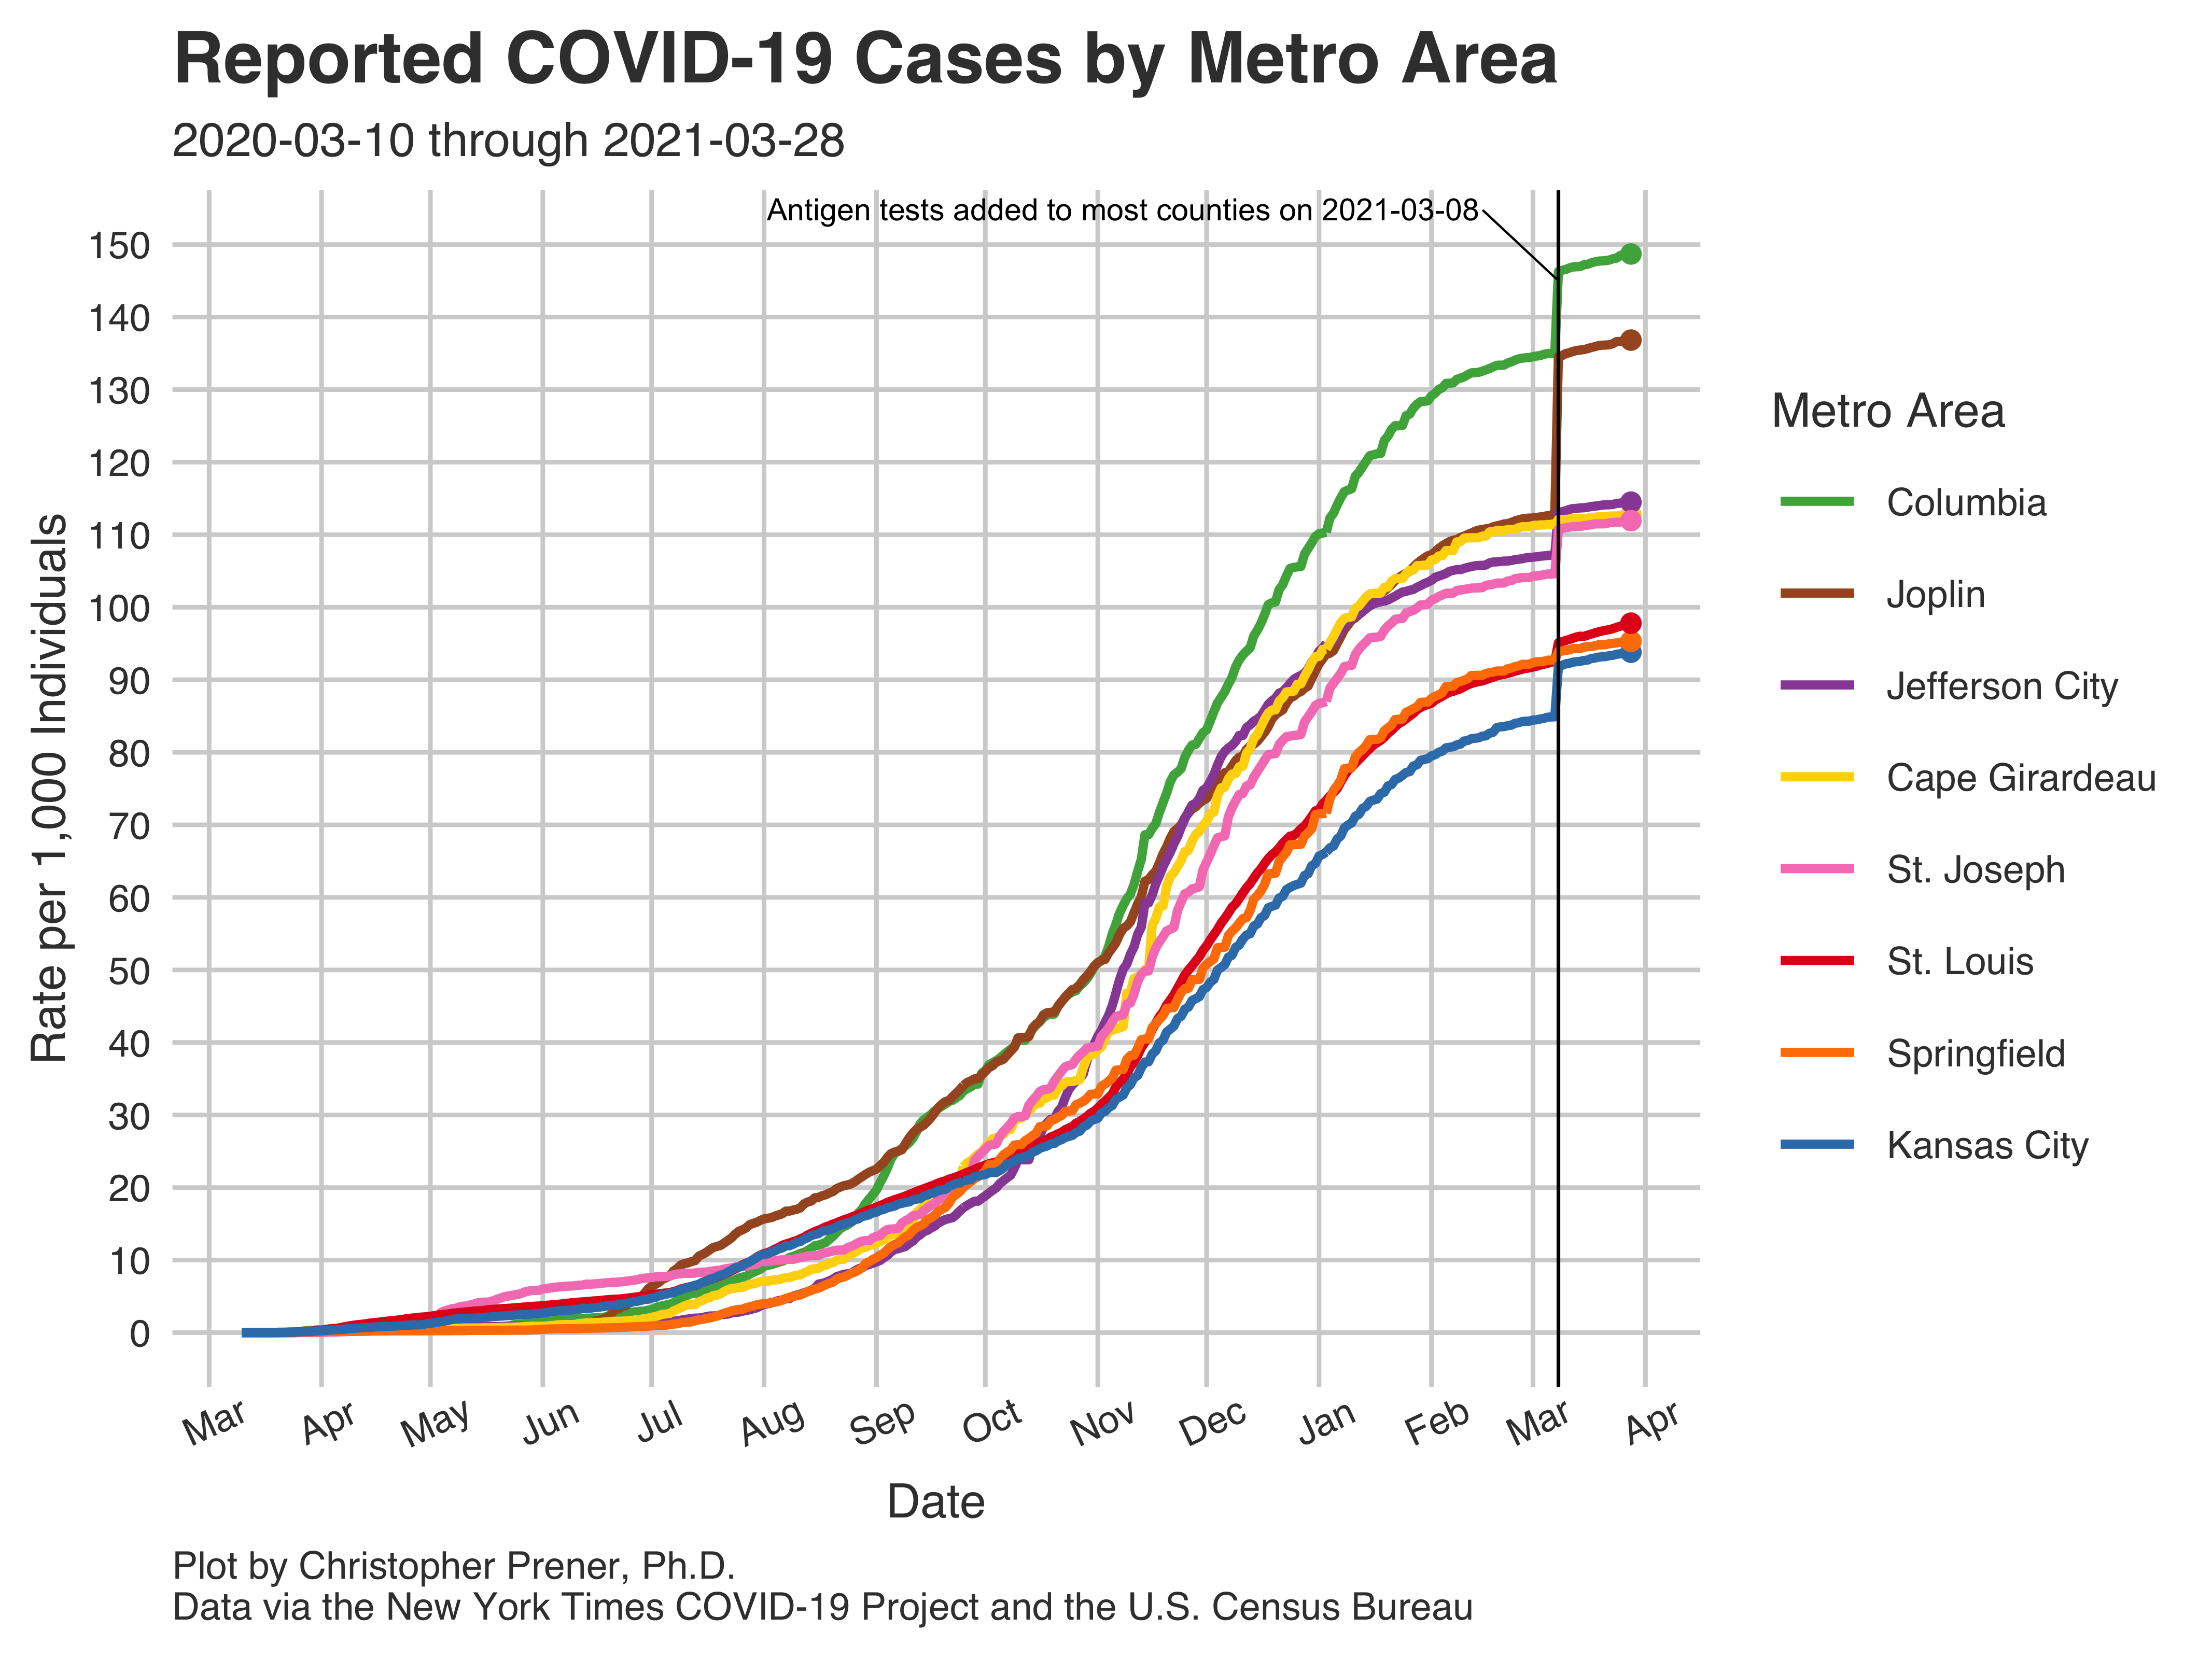 Reported COVID-19 Cases by Metro Area
2020-03-10 through 2021-03-28
Antigen tests added to most counties on 2021-03-08
Rate per 1,000 Individuals
150
140
130
120
110
100
90
80
70
60
50
40
30
20
10
0
Mar Apr May Jun Jul Aug Sep Oct Nov Dec Jan Feb Mar Apr
Date
Metro Area
Columbia
Joplin
Jefferson City
Cape Girardeau
St. Joseph
St. Louis
Springfield
Kansas City
Plot by Christopher Prener, Ph.D.
Data via the New York Times COVID-19 Project and the U.S. Census Bureau